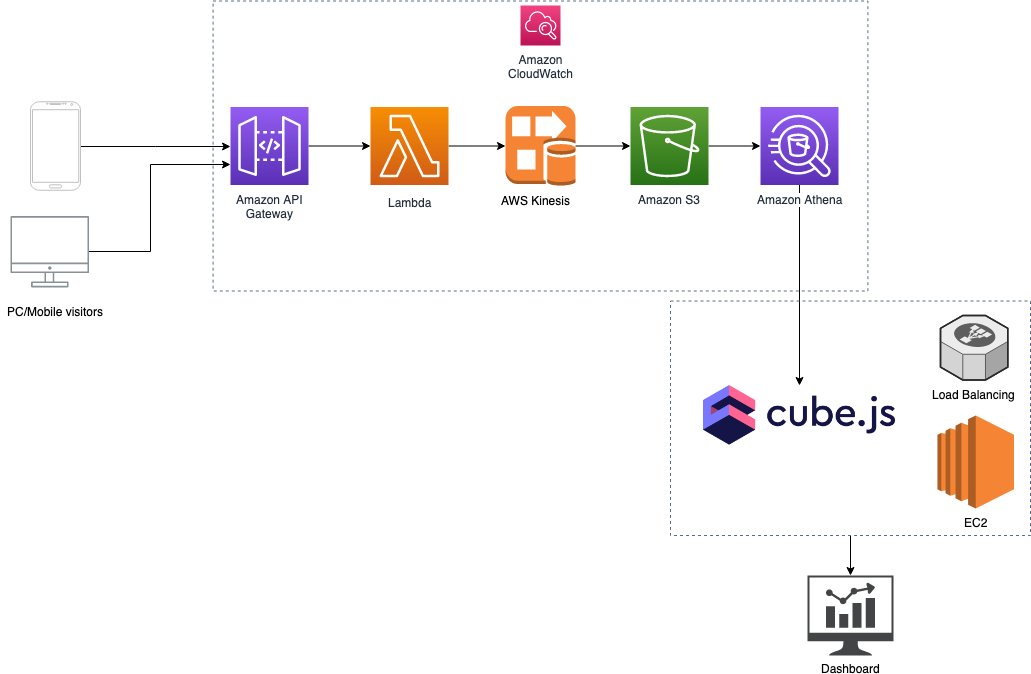 Amazon
CloudWatch
</>
Amazon API
Gateway
Lambda
AWS Kinesis
Amazon S3
Amazon Athena
PC/Mobile visitors
Load Balancing
cube.js
EC2
Dashboard